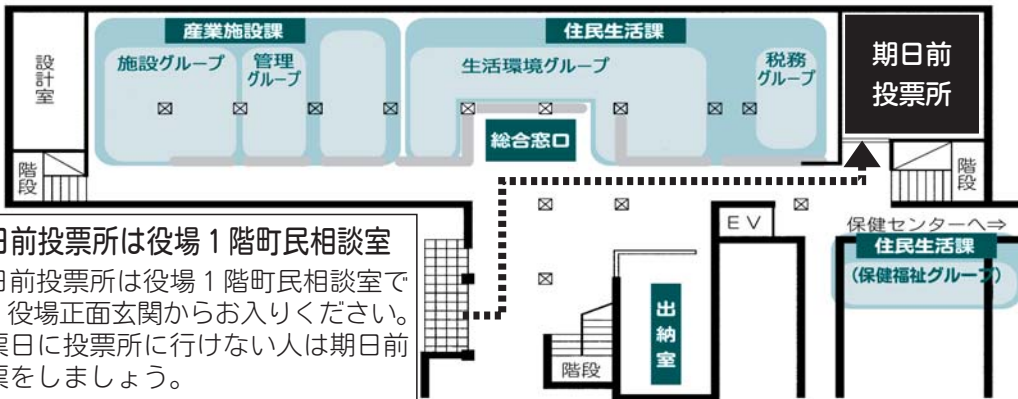 産業施設課
住民生活課
設計室
施設グループ
管理
グループ
生活環境グループ
税務
グループ
期日前
投票所
総合窓口
階段
階段
EV
保健センターへ⇒
住民生活課
(保健福祉グループ)
日前投票所は役場1階町民相談室
日前投票所は役場1階町民相談室で
役場正面玄関からお入りください。
票日に投票所に行けない人は期日前
票をしましょう。
出納室
階段